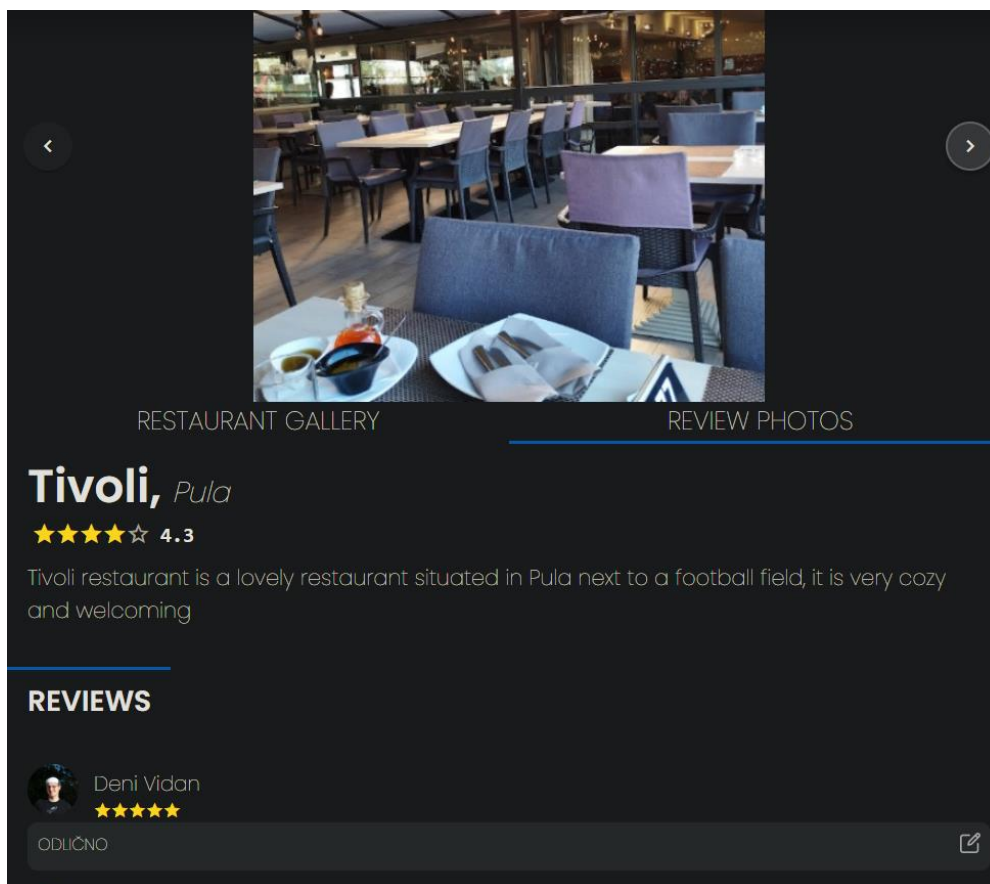 RESTAURANT GALLERY REVIEW PHOTOS
Tivoli, Pula
4.3
Tivoli restaurant is a lovely restaurant situated in Pula next to a football field, it is very cozy
and welcoming
REVIEWS
Deni Vidan
ODLIČNO